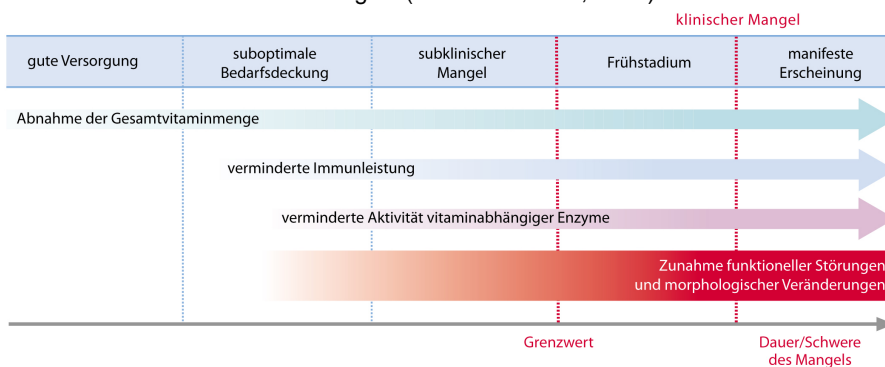 klinischer Mangel
gute Versorgung
suboptimale
Bedarfsdeckung
subklinischer
Mangel
Frühstadium
manifeste
Erscheinung
Abnahme der Gesamtvitaminmenge
verminderte Immunleistung
verminderte Aktivität vitaminabhängiger Enzyme
Zunahme funktioneller Störungen
und morphologischer Veränderungen
Grenzwert
Dauer/Schwere
des Mangels